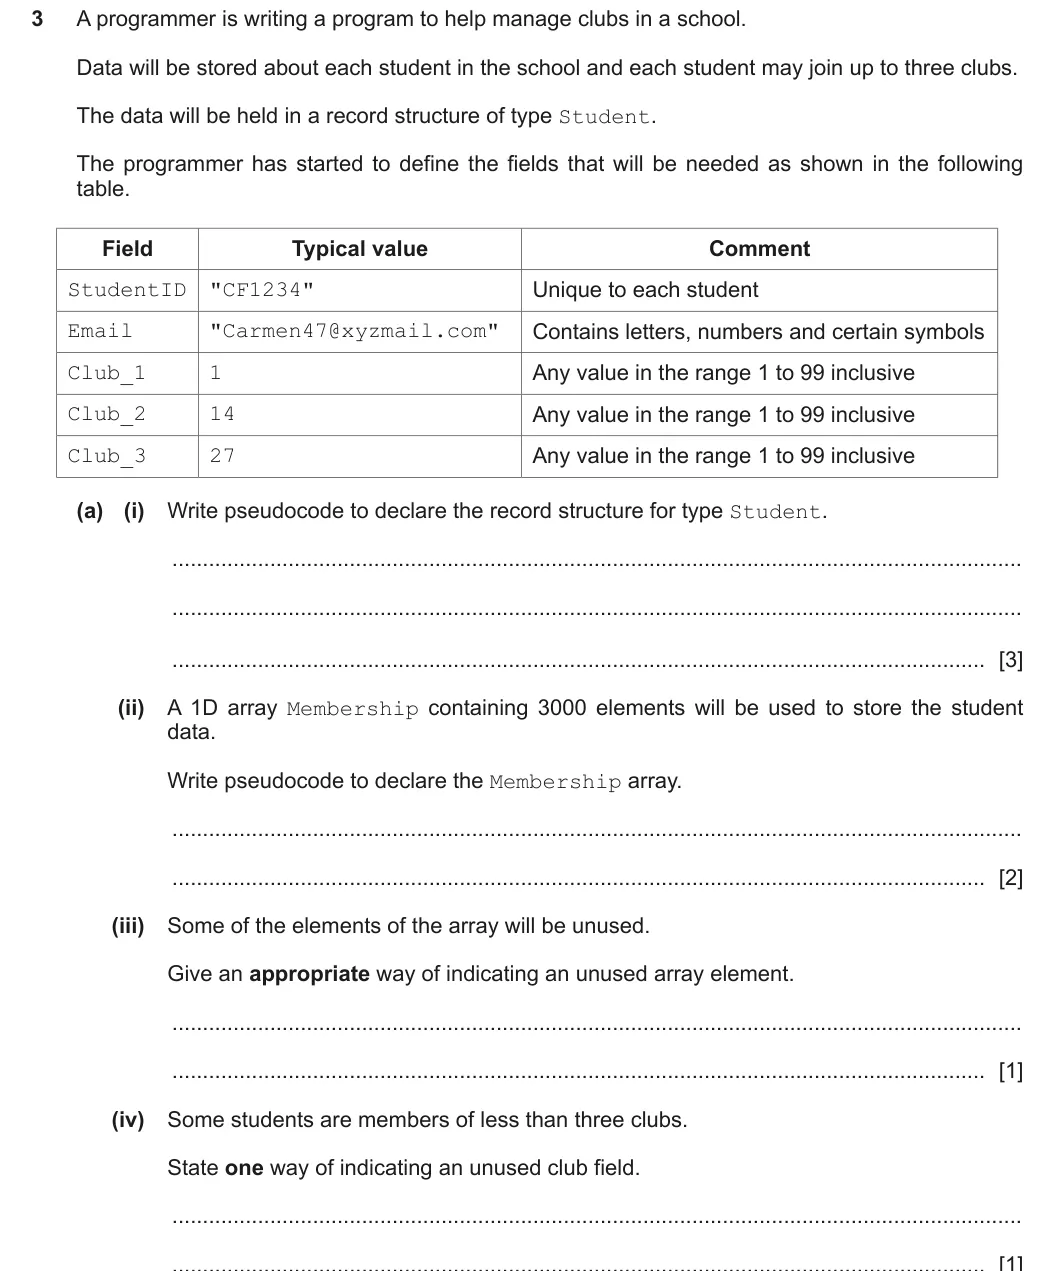 3 A programmer is writing a program to help manage clubs in a school.
Data will be stored about each student in the school and each student may join up to three clubs.
The data will be held in a record structure of type Student.
The programmer has started to define the fields that will be needed as shown in the following
table.
Field Typical value Comment
StudentID "CF1234" Unique to each student
Email "Carmen47@xyzmail.com" Contains letters, numbers and certain symbols
Club_1 1 Any value in the range 1 to 99 inclusive
Club_2 14 Any value in the range 1 to 99 inclusive
Club_3 27 Any value in the range 1 to 99 inclusive
(a) (i) Write pseudocode to declare the record structure for type Student.
[3]
(ii) A 1D array Membership containing 3000 elements will be used to store the student
data.
Write pseudocode to declare the Membership array.
[2]
(iii) Some of the elements of the array will be unused.
Give an appropriate way of indicating an unused array element.
[1]
(iv) Some students are members of less than three clubs.
State one way of indicating an unused club field.
[1]